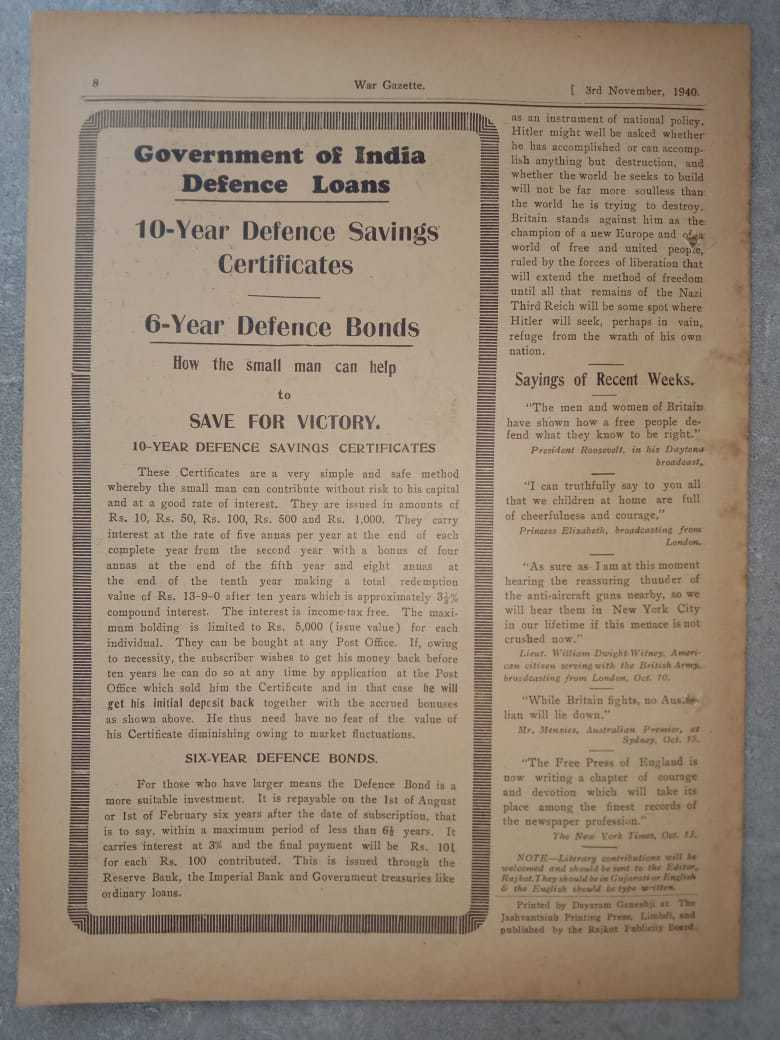 8
War Gazette.
[ 3rd November, 1940.
Government of India
Defence Loans
10-Year Defence Savings
Certificates
6-Year Defence Bonds
How the small man can help
to
SAVE FOR VICTORY.
10-YEAR DEFENCE SAVINGS CERTIFICATES
These Certificates are a very simple and safe method
whereby the small man can contribute without risk to his capital
and at a good rate of interest. They are issued in amounts of
Rs. 10, Rs. 50, Rs. 100, Rs. 500 and Rs. 1,000. They carry
interest at the rate of five annas per year at the end of each
complete year from the second year with a bonus of four
annas at the end of the fifth year and eight annas at
the end of the tenth year making a total redemption
value of Rs. 13-9-0 after ten years which is approximately 3⅛%
compound interest. The interest is income-tax free. The maxi-
mum holding is limited to Rs. 5,000 (issue value) for each
individual. They can be bought at any Post Office. If, owing
to necessity, the subscriber wishes to get his money back before
ten years he can do so at any time by application at the Post
Office which sold him the Certificate and in that case he will
get his initial deposit back together with the accrued bonuses
as shown above. He thus need have no fear of the value of
his Certificate diminishing owing to market fluctuations.
SIX-YEAR DEFENCE BONDS.
For those who have larger means the Defence Bond is a
more suitable investment. It is repayable on the 1st of August
or 1st of February six years after the date of subscription, that
is to say, within a maximum period of less than 6½ years. It
carries interest at 3% and the final payment will be Rs. 101
for each Rs. 100 contributed. This is issued through the
Reserve Bank, the Imperial Bank and Government treasuries like
ordinary loans.
as an instrument of national policy.
Hitler might well be asked whether
he has accomplished or can accomp-
lish anything but destruction, and
whether the world he seeks to build
will not be far more soulless than
the world he is trying to destroy.
Britain stands against him as the
champion of a new Europe and of a
world of free and united people,
ruled by the forces of liberation that
will extend the method of freedom
until all that remains of the Nazi
Third Reich will be some spot where
Hitler will seek, perhaps in vain,
refuge from the wrath of his own
nation.
Sayings of Recent Weeks.
"The men and women of Britain
have shown how a free people de-
fend what they know to be right."
President Roosevelt, in his Daytona
broadcast,
"I can truthfully say to you all
that we children at home are full
of cheerfulness and courage,"
Princess Elizabeth, broadcasting from
London.
"As sure as I am at this moment
hearing the reassuring thunder of
the anti-aircraft guns nearby, so we
will hear them in New York City
in our lifetime if this menace is not
crushed now."
Lieut. William Dwight-Witney, Ameri-
can citizen serving with the British Army,
broadcasting from London, Oct. 10.
"While Britain fights, no Austra-
lian will lie down."
Mr. Menzies, Australian Premier, at
Sydney, Oct. 15.
"The Free Press of England is
now writing a chapter of courage
and devotion which will take its
place among the finest records of
the newspaper profession."
The New York Times, Oct. 13.
NOTE—Literary contributions will be
welcomed and should be sent to the Editor,
Rajkot. They should be in Gujarati or English
& the English should be type written.
Printed by Dayaram Ganeshji at The
Jashvantsinh Printing Press, Limbdi, and
published by the Rajkot Publicity Board.